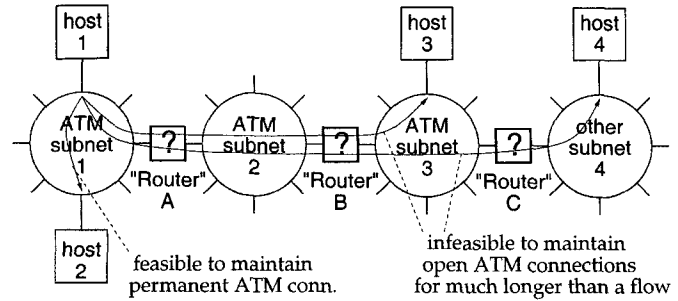 host
1
host
3
host
4
ATM
subnet
1
?
"Router"
A
ATM
subnet
2
?
"Router"
B
ATM
subnet
3
?
"Router"
C
other
subnet
4
host
2
feasible to maintain
permanent ATM conn.
infeasible to maintain
open ATM connections
for much longer than a flow